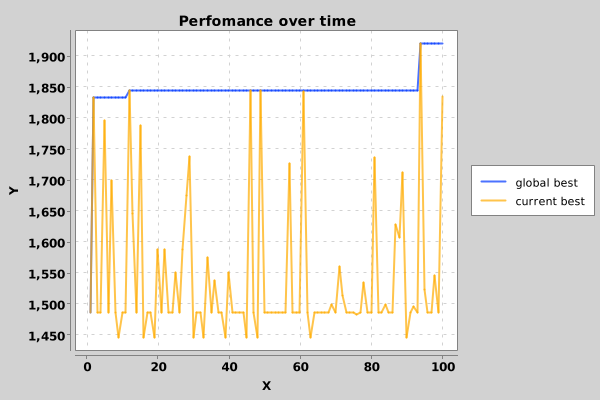 Perfomance over time
1,900
1,850
1,800
1,750
1,700
1,650
1,600
1,550
1,500
1,450
Y
0 20 40 60 80 100
X
global best
current best